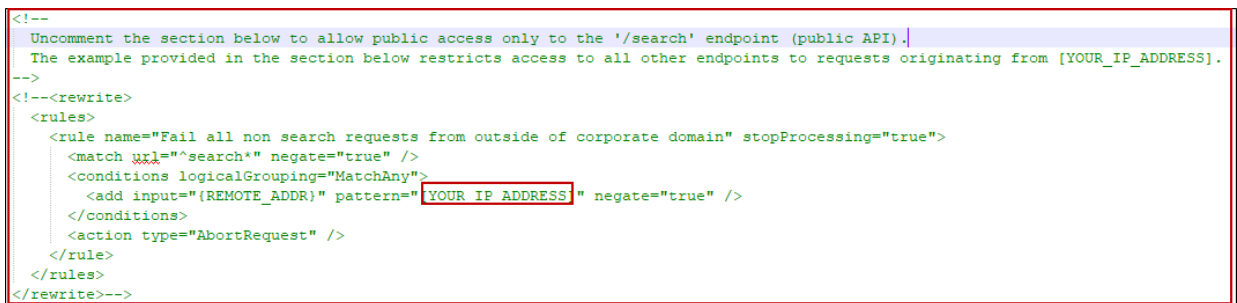 <!--
Uncomment the section below to allow public access only to the '/search' endpoint (public API).
The example provided in the section below restricts access to all other endpoints to requests originating from [YOUR_IP_ADDRESS].
-->
<!--<rewrite>
<rules>
<rule name="Fail all non search requests from outside of corporate domain" stopProcessing="true">
<match url="^search*" negate="true" />
<conditions logicalGrouping="MatchAny">
<add input="{REMOTE_ADDR}" pattern="[YOUR_IP_ADDRESS]" negate="true" />
</conditions>
<action type="AbortRequest" />
</rule>
</rules>
</rewrite>-->